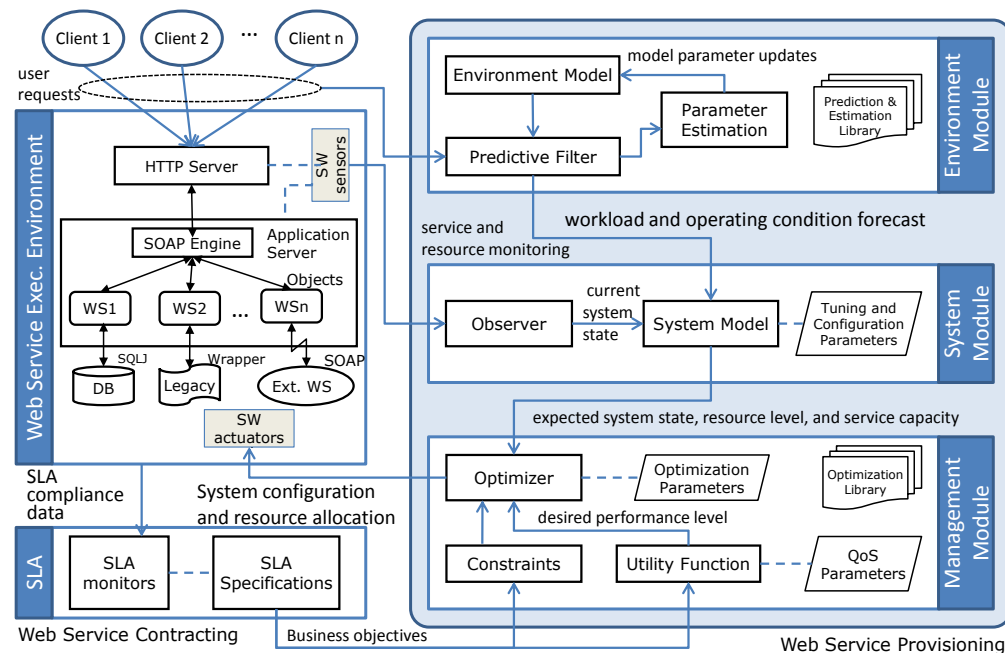 Client 1
Client 2
...
Client n
user
requests
Web Service Exec. Environment
HTTP Server
SW
sensors
SOAP Engine
Application
Server
Objects
WS1
WS2
...
WSn
SQLJ
Wrapper
SOAP
DB
Legacy
Ext. WS
SW
actuators
SLA
compliance
data
System configuration
and resource allocation
SLA
SLA
monitors
SLA
Specifications
Web Service Contracting
Business objectives
Environment Model
model parameter updates
Parameter
Estimation
Predictive Filter
Prediction &
Estimation
Library
Environment
Module
workload and operating condition forecast
service and
resource monitoring
Observer
current
system
state
System Model
Tuning and
Configuration
Parameters
System
Module
expected system state, resource level, and service capacity
Optimizer
Optimization
Parameters
Optimization
Library
desired performance level
Constraints
Utility Function
QoS
Parameters
Management
Module
Web Service Provisioning